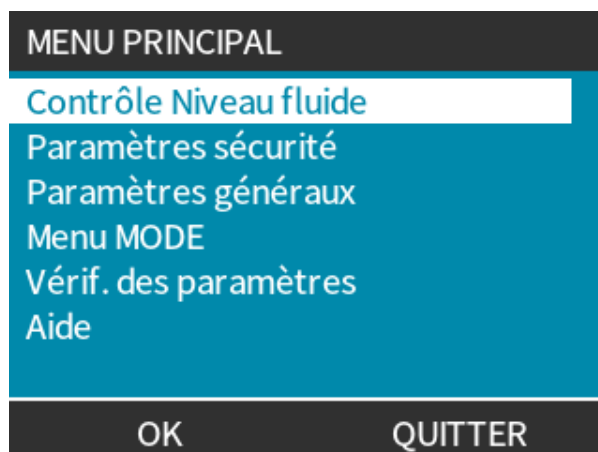 MENU PRINCIPAL
Contrôle Niveau fluide
Paramètres sécurité
Paramètres généraux
Menu MODE
Vérif. des paramètres
Aide
OK QUITTER